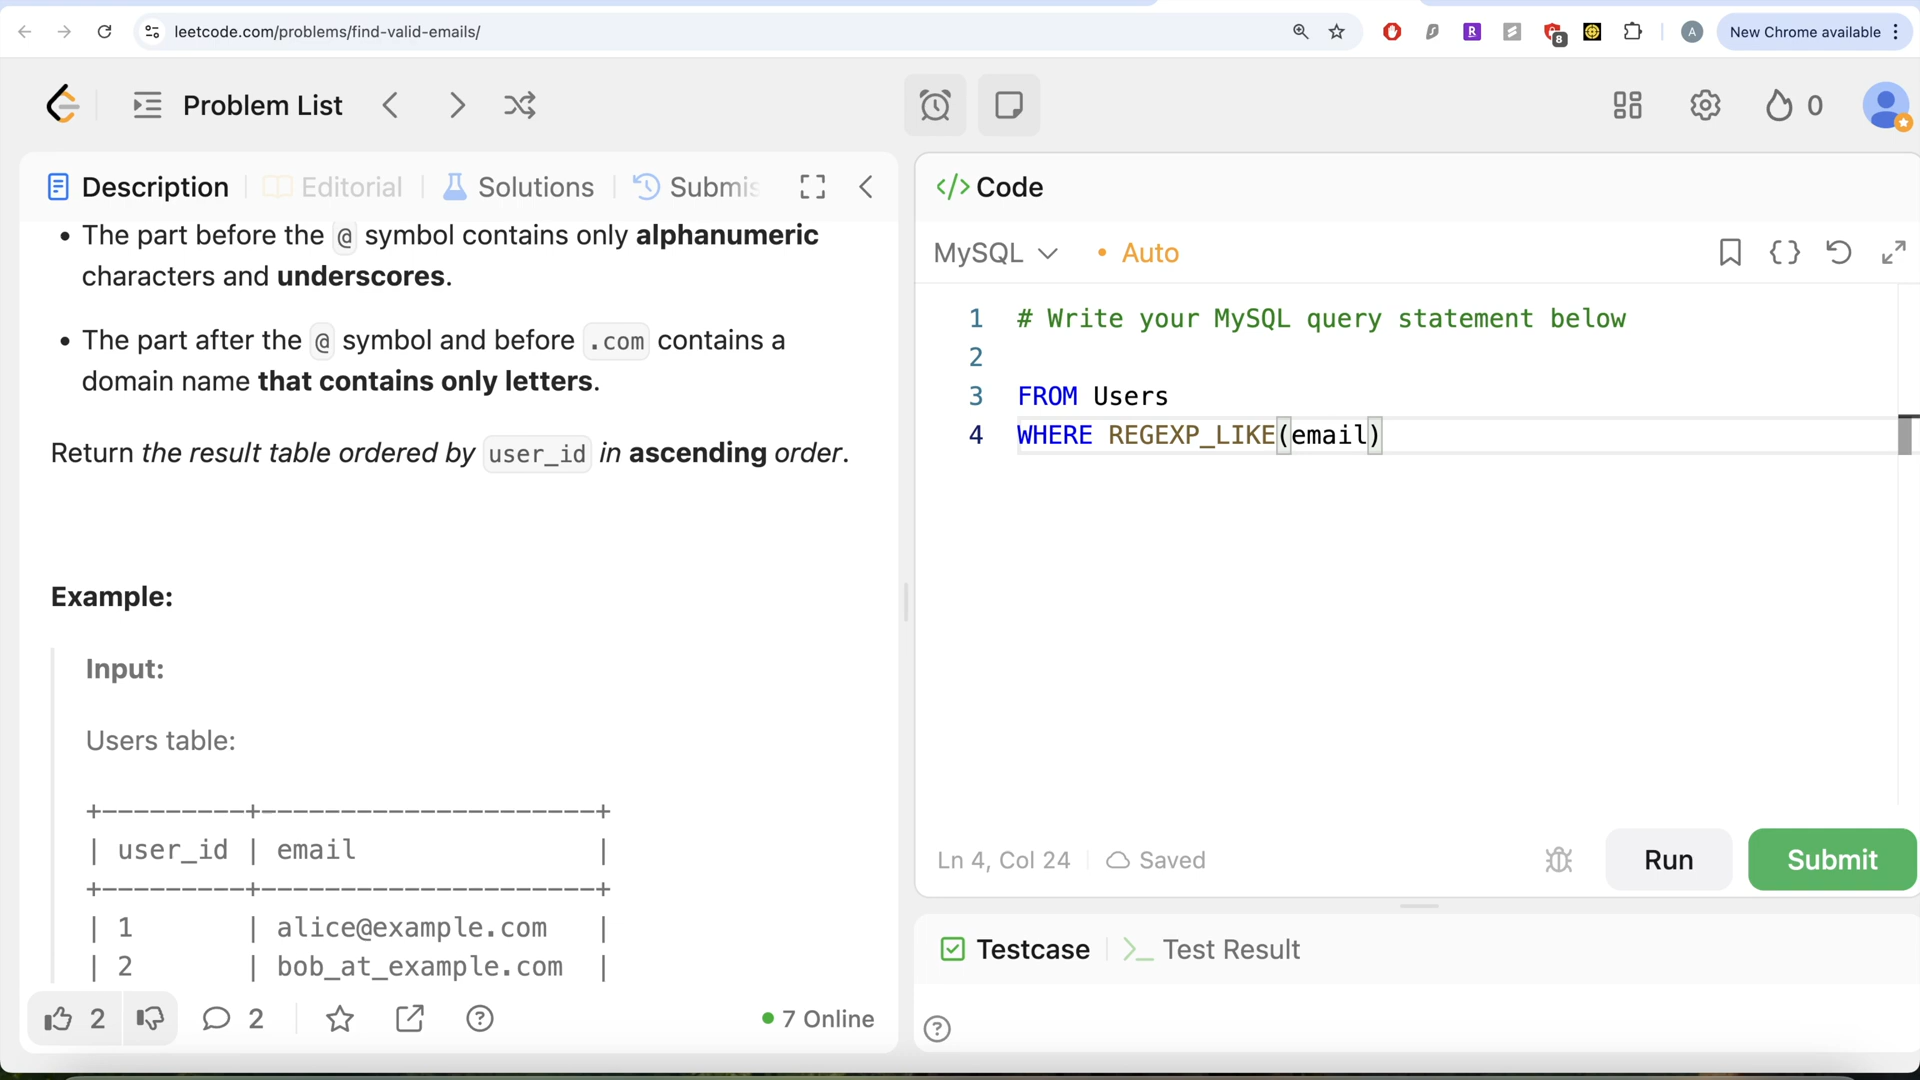 leetcode.com/problems/find-valid-emails/
R
8
A
New Chrome available
Problem List
0
Description
Editorial
Solutions
Submis
Code
The part before the @ symbol contains only alphanumeric
characters and underscores.
The part after the @ symbol and before .com contains a
domain name that contains only letters.
Return the result table ordered by user_id in ascending order.
Example:
Input:
Users table:
+---------+---------------------+
| user_id | email               |
+---------+---------------------+
| 1       | alice@example.com   |
| 2       | bob_at_example.com  |
2
2
7 Online
MySQL
Auto
1 # Write your MySQL query statement below
2
3 FROM Users
4 WHERE REGEXP_LIKE(email)
Ln 4, Col 24
Saved
Run
Submit
Testcase
Test Result